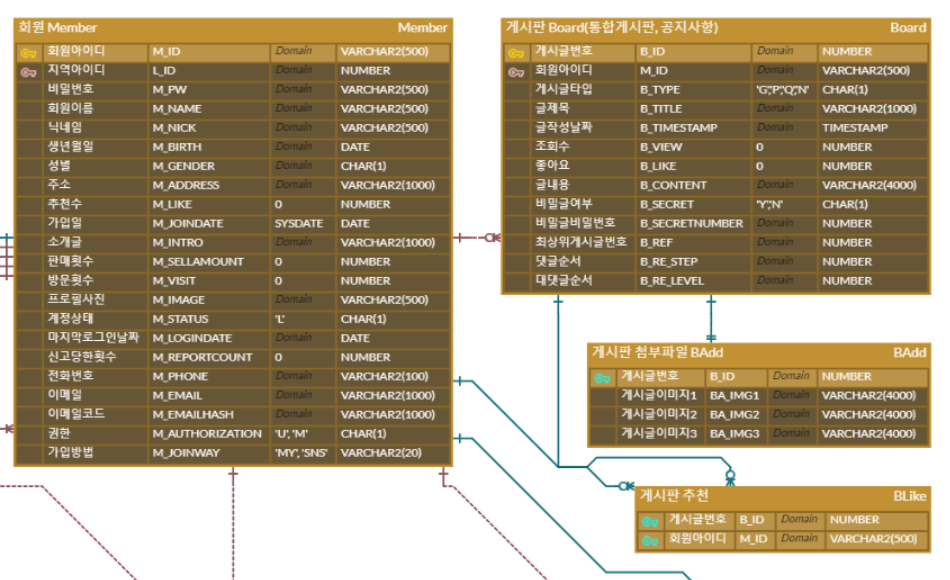 회원 Member Member
회원아이디 M_ID Domain VARCHAR2(500)
지역아이디 L_ID Domain NUMBER
비밀번호 M_PW Domain VARCHAR2(500)
회원이름 M_NAME Domain VARCHAR2(500)
닉네임 M_NICK Domain VARCHAR2(500)
생년월일 M_BIRTH Domain DATE
성별 M_GENDER Domain CHAR(1)
주소 M_ADDRESS Domain VARCHAR2(1000)
추천수 M_LIKE 0 NUMBER
가입일 M_JOINDATE SYSDATE DATE
소개글 M_INTRO Domain VARCHAR2(1000)
판매횟수 M_SELLAMOUNT 0 NUMBER
방문횟수 M_VISIT 0 NUMBER
프로필사진 M_IMAGE Domain VARCHAR2(500)
계정상태 M_STATUS 'L' CHAR(1)
마지막로그인날짜 M_LOGINDATE Domain DATE
신고당한횟수 M_REPORTCOUNT 0 NUMBER
전화번호 M_PHONE Domain VARCHAR2(100)
이메일 M_EMAIL Domain VARCHAR2(1000)
이메일코드 M_EMAILHASH Domain VARCHAR2(1000)
권한 M_AUTHORIZATION 'U', 'M' CHAR(1)
가입방법 M_JOINWAY 'MY', 'SNS' VARCHAR2(20)
게시판 Board(통합게시판, 공지사항) Board
게시글번호 B_ID Domain NUMBER
회원아이디 M_ID Domain VARCHAR2(500)
게시글타입 B_TYPE 'G','P','Q','N' CHAR(1)
글제목 B_TITLE Domain VARCHAR2(1000)
글작성날짜 B_TIMESTAMP Domain TIMESTAMP
조회수 B_VIEW 0 NUMBER
좋아요 B_LIKE 0 NUMBER
글내용 B_CONTENT Domain VARCHAR2(4000)
비밀글여부 B_SECRET 'Y','N' CHAR(1)
비밀글비밀번호 B_SECRETNUMBER Domain NUMBER
최상위게시글번호 B_REF Domain NUMBER
댓글순서 B_RE_STEP Domain NUMBER
대댓글순서 B_RE_LEVEL Domain NUMBER
게시판 첨부파일 BAdd BAdd
게시글번호 B_ID Domain NUMBER
게시글이미지1 BA_IMG1 Domain VARCHAR2(4000)
게시글이미지2 BA_IMG2 Domain VARCHAR2(4000)
게시글이미지3 BA_IMG3 Domain VARCHAR2(4000)
게시판 추천 BLike
게시글번호 B_ID Domain NUMBER
회원아이디 M_ID Domain VARCHAR2(500)